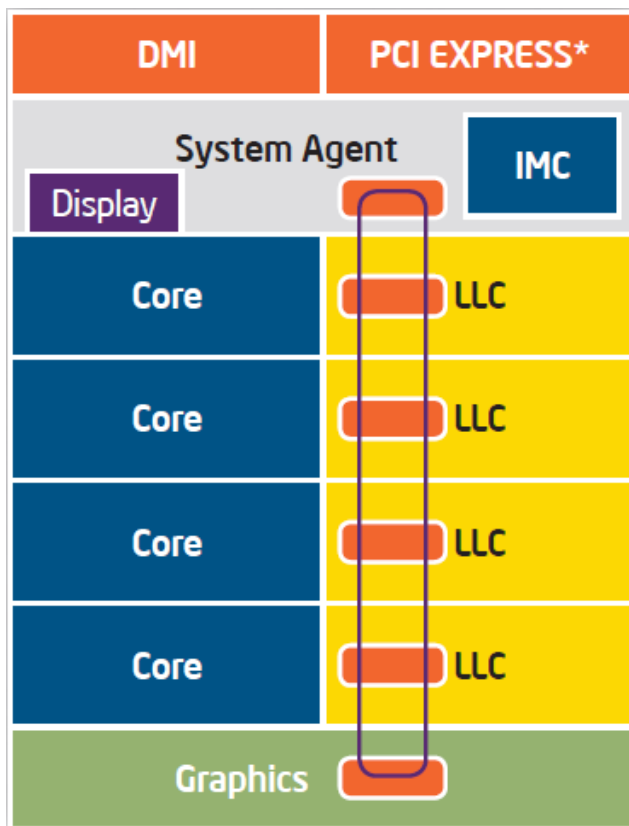 DMI
PCI EXPRESS*
System Agent
IMC
Display
Core
LLC
Core
LLC
Core
LLC
Core
LLC
Graphics